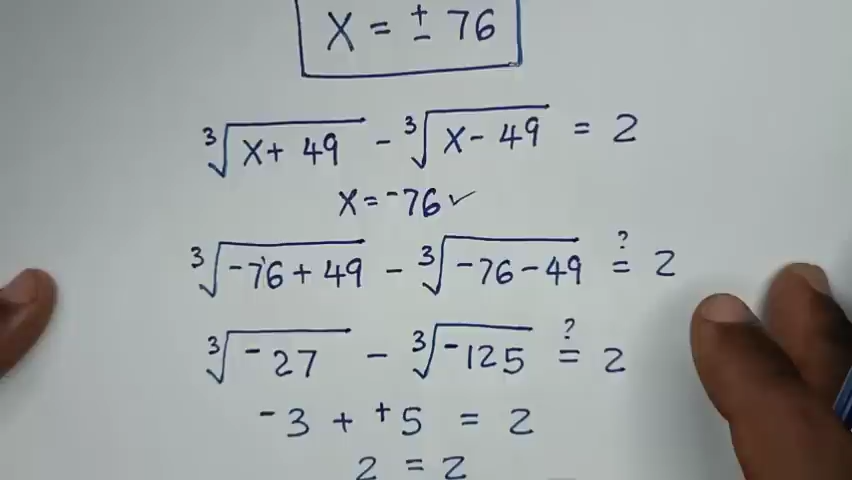 X = ± 76
∛(X + 49) - ∛(X - 49) = 2
X = -76 ✓
∛(-76 + 49) - ∛(-76 - 49) ≟ 2
∛(-27) - ∛(-125) ≟ 2
-3 + +5 = 2
2 = 2